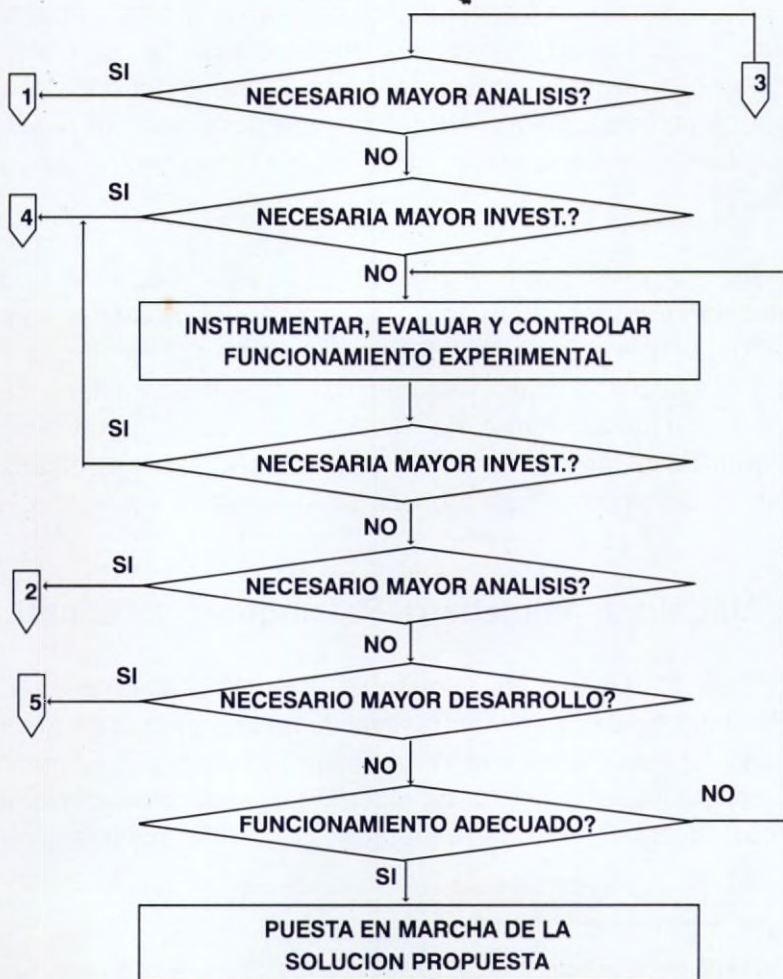 3
SI
1
NECESARIO MAYOR ANALISIS?
NO
SI
4
NECESARIA MAYOR INVEST.?
NO
INSTRUMENTAR, EVALUAR Y CONTROLAR
FUNCIONAMIENTO EXPERIMENTAL
SI
NECESARIA MAYOR INVEST.?
NO
SI
2
NECESARIO MAYOR ANALISIS?
NO
SI
5
NECESARIO MAYOR DESARROLLO?
NO
NO
FUNCIONAMIENTO ADECUADO?
SI
PUESTA EN MARCHA DE LA
SOLUCION PROPUESTA